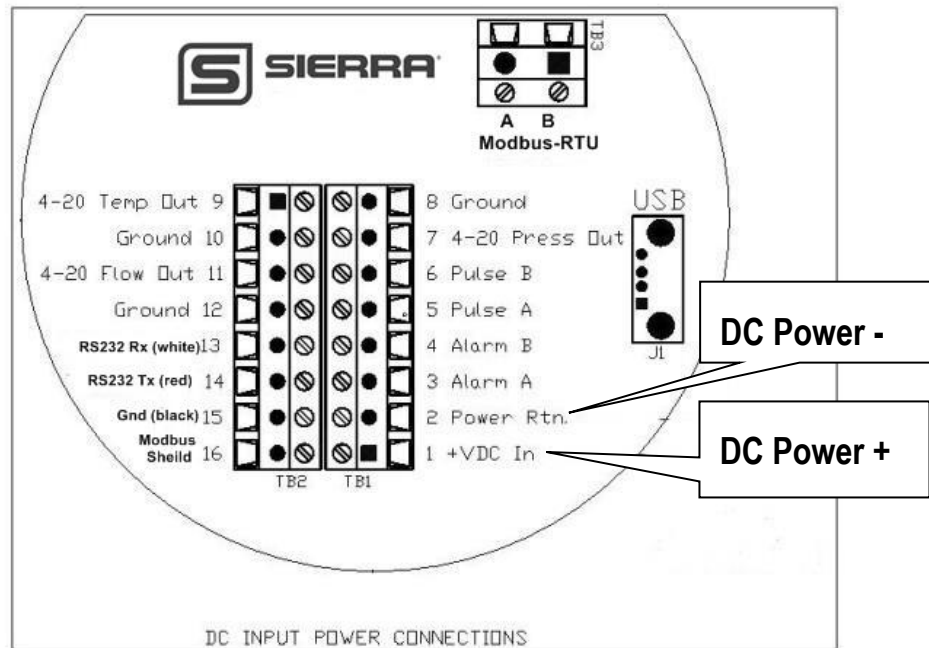 SIERRA
TB3
A B
Modbus-RTU
4-20 Temp Out 9
8 Ground
USB
Ground 10
7 4-20 Press Out
4-20 Flow Out 11
6 Pulse B
Ground 12
5 Pulse A
DC Power -
RS232 Rx (white)13
4 Alarm B
J1
RS232 Tx (red) 14
3 Alarm A
Gnd (black) 15
2 Power Rtn.
Modbus
Sheild 16
1 +VDC In
DC Power +
TB2 TB1
DC INPUT POWER CONNECTIONS